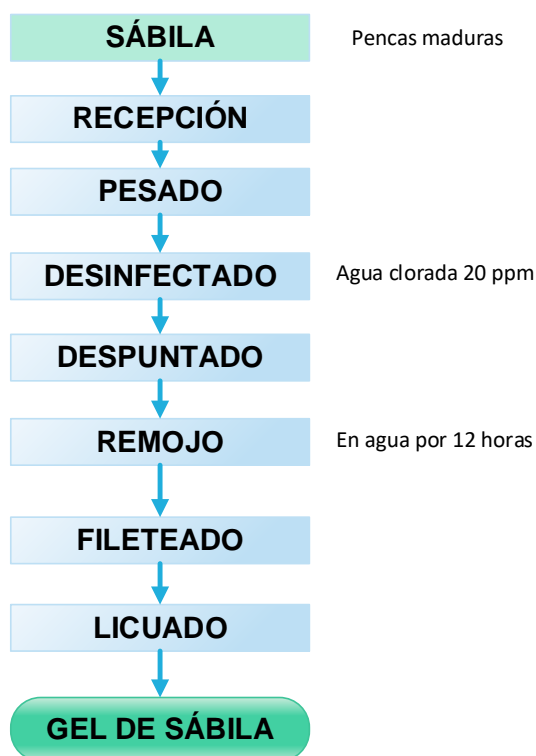 SÁBILA
Pencas maduras
RECEPCIÓN
PESADO
DESINFECTADO
Agua clorada 20 ppm
DESPUNTADO
REMOJO
En agua por 12 horas
FILETEADO
LICUADO
GEL DE SÁBILA